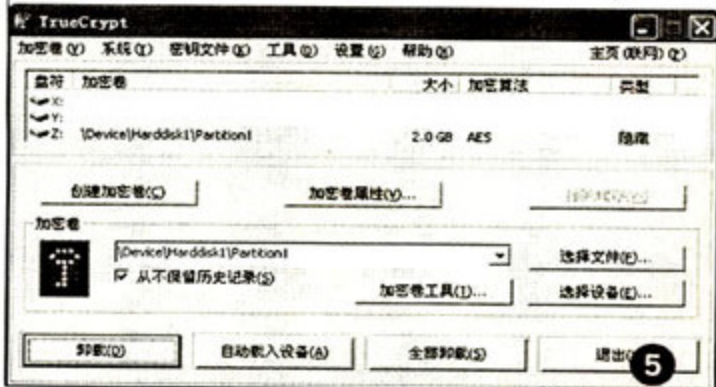 TrueCrypt
加密卷(V) 系统(T) 密钥文件(K) 工具(O) 设置(G) 帮助(H) 主页(联网)(Z)
盘符 加密卷 大小 加密算法 类型
X:
Y:
Z: \Device\Harddisk1\Partition1 2.0 GB AES 隐藏
创建加密卷(C) 加密卷属性(V)...
加密卷
\Device\Harddisk1\Partition1 选择文件(F)...
从不保留历史记录(S) 加密卷工具(T)... 选择设备(E)...
卸载(D) 自动载入设备(A) 全部卸载(S) 退出
5